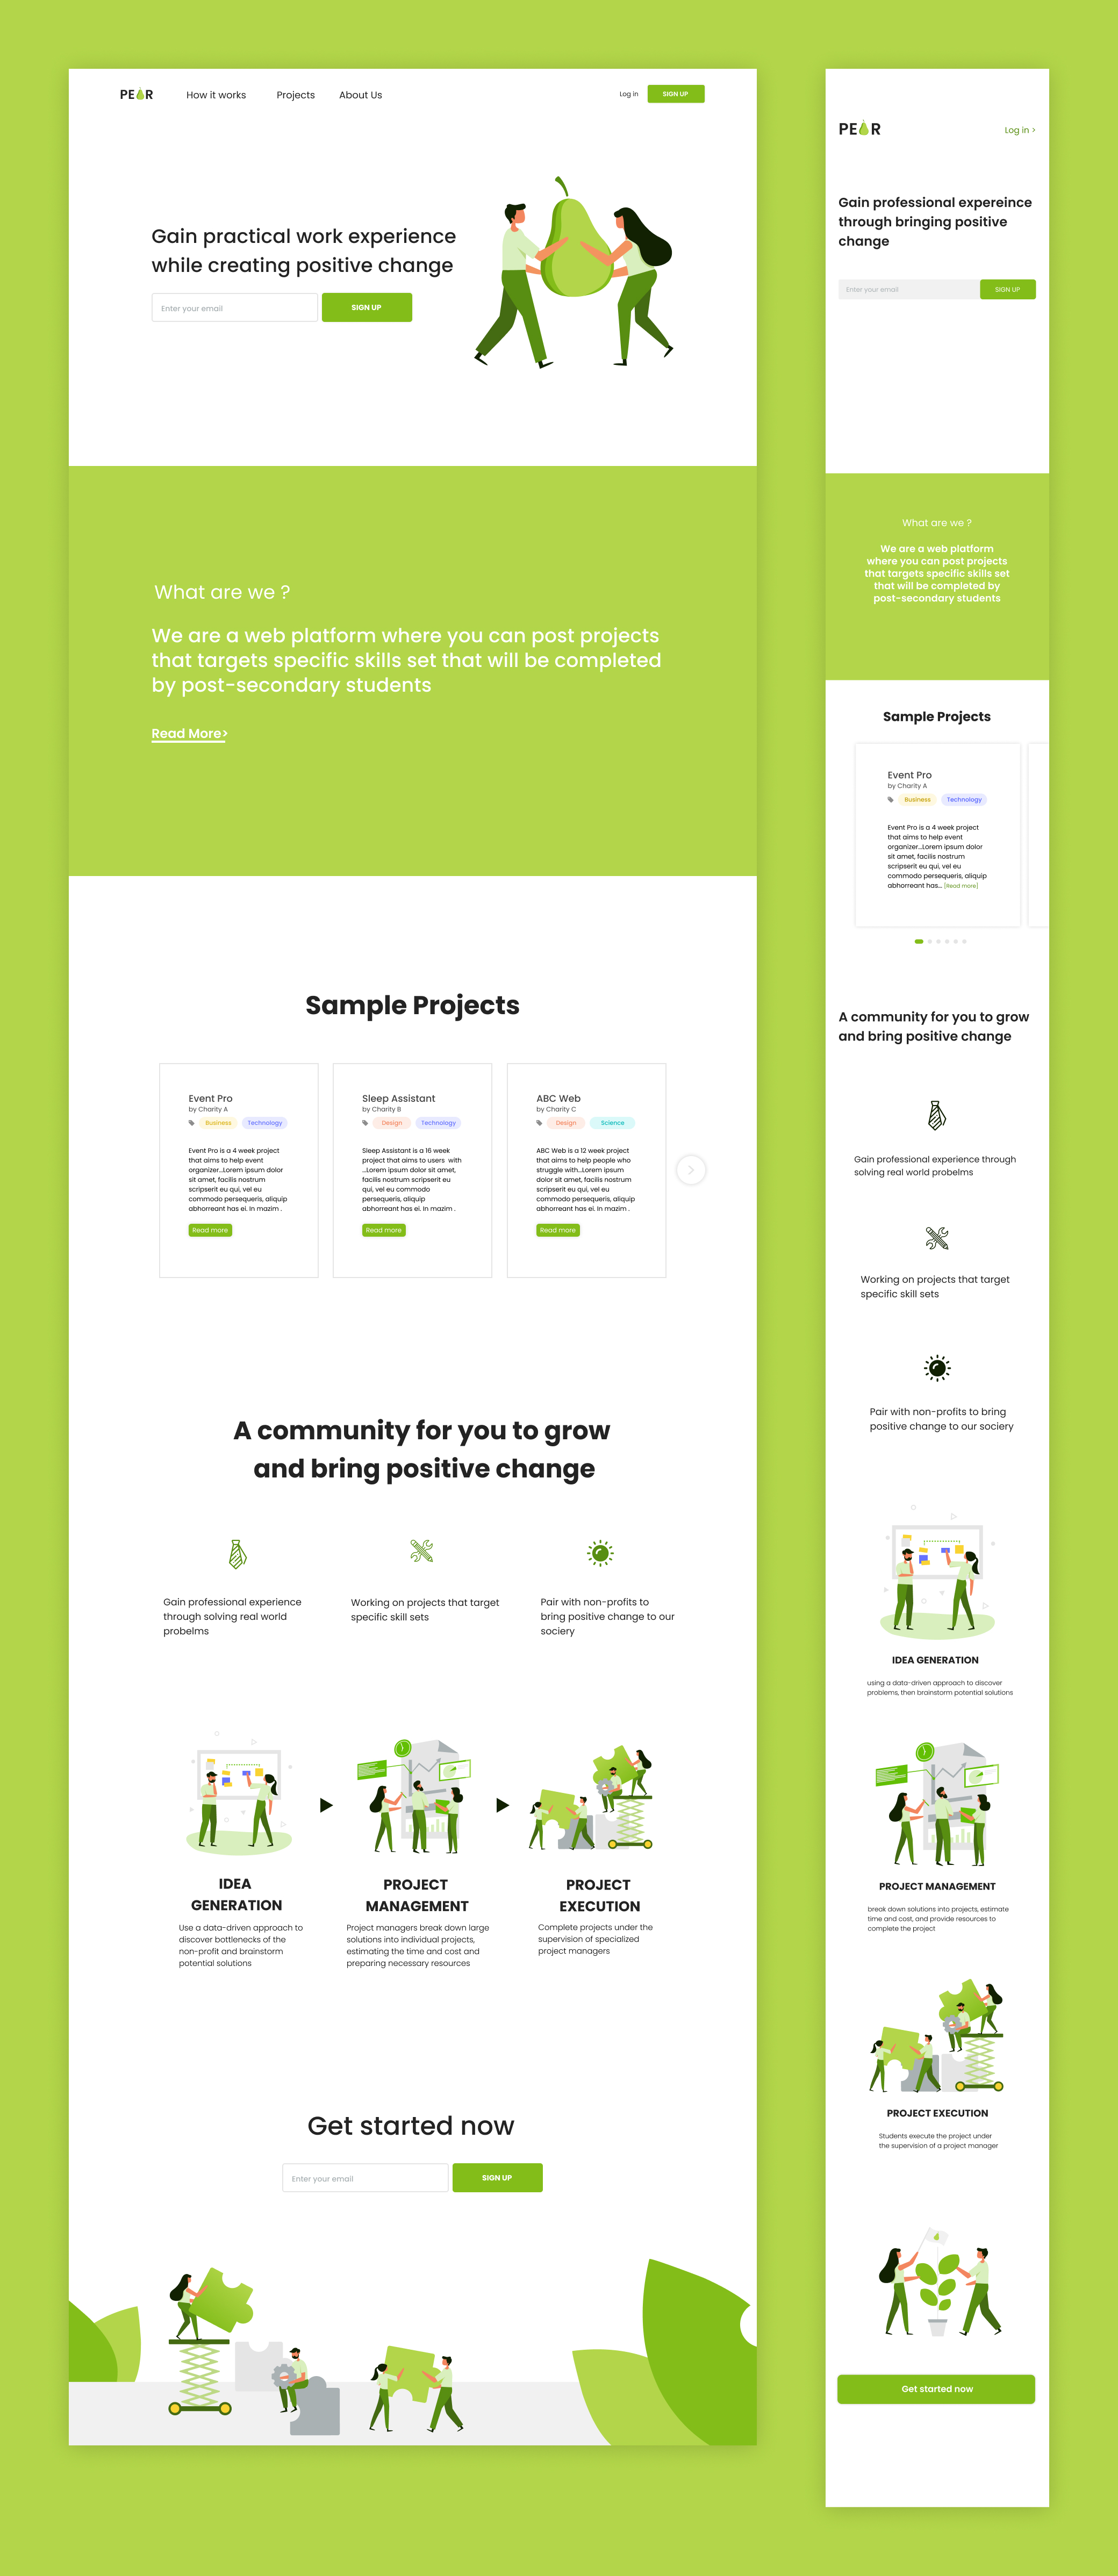 PEAR
How it works
Projects
About Us
Log in
SIGN UP
Gain practical work experience
while creating positive change
Enter your email
SIGN UP
What are we ?
We are a web platform where you can post projects
that targets specific skills set that will be completed
by post-secondary students
Read More>
Sample Projects
Event Pro
by Charity A
Business
Technology
Event Pro is a 4 week project
that aims to help event
organizer...Lorem ipsum dolor
sit amet, facilis nostrum
scripserit eu qui, vel eu
commodo persequeris, aliquip
abhorreant has ei. In mazim .
Read more
Sleep Assistant
by Charity B
Design
Technology
Sleep Assistant is a 16 week
project that aims to users  with
...Lorem ipsum dolor sit amet,
facilis nostrum scripserit eu
qui, vel eu commodo
persequeris, aliquip
abhorreant has ei. In mazim .
Read more
ABC Web
by Charity C
Design
Science
ABC Web is a 12 week project
that aims to help people who
struggle with...Lorem ipsum
dolor sit amet, facilis nostrum
scripserit eu qui, vel eu
commodo persequeris, aliquip
abhorreant has ei. In mazim .
Read more
A community for you to grow
and bring positive change
Gain professional experience
through solving real world
probelms
Working on projects that target
specific skill sets
Pair with non-profits to
bring positive change to our
sociery
IDEA
GENERATION
Use a data-driven approach to
discover bottlenecks of the
non-profit and brainstorm
potential solutions
PROJECT
MANAGEMENT
Project managers break down large
solutions into individual projects,
estimating the time and cost and
preparing necessary resources
PROJECT
EXECUTION
Complete projects under the
supervision of specialized
project managers
Get started now
Enter your email
SIGN UP
PEAR
Log in >
Gain professional expereince
through bringing positive
change
Enter your email
SIGN UP
What are we ?
We are a web platform
where you can post projects
that targets specific skills set
that will be completed by
post-secondary students
Sample Projects
Event Pro
by Charity A
Business
Technology
Event Pro is a 4 week project
that aims to help event
organizer...Lorem ipsum dolor
sit amet, facilis nostrum
scripserit eu qui, vel eu
commodo persequeris, aliquip
abhorreant has... [Read more]
A community for you to grow
and bring positive change
Gain professional experience through
solving real world probelms
Working on projects that target
specific skill sets
Pair with non-profits to bring
positive change to our sociery
IDEA GENERATION
using a data-driven approach to discover
problems, then brainstorm potential solutions
PROJECT MANAGEMENT
break down solutions into projects, estimate
time and cost, and provide resources to
complete the project
PROJECT EXECUTION
Students execute the project under
the supervision of a project manager
Get started now